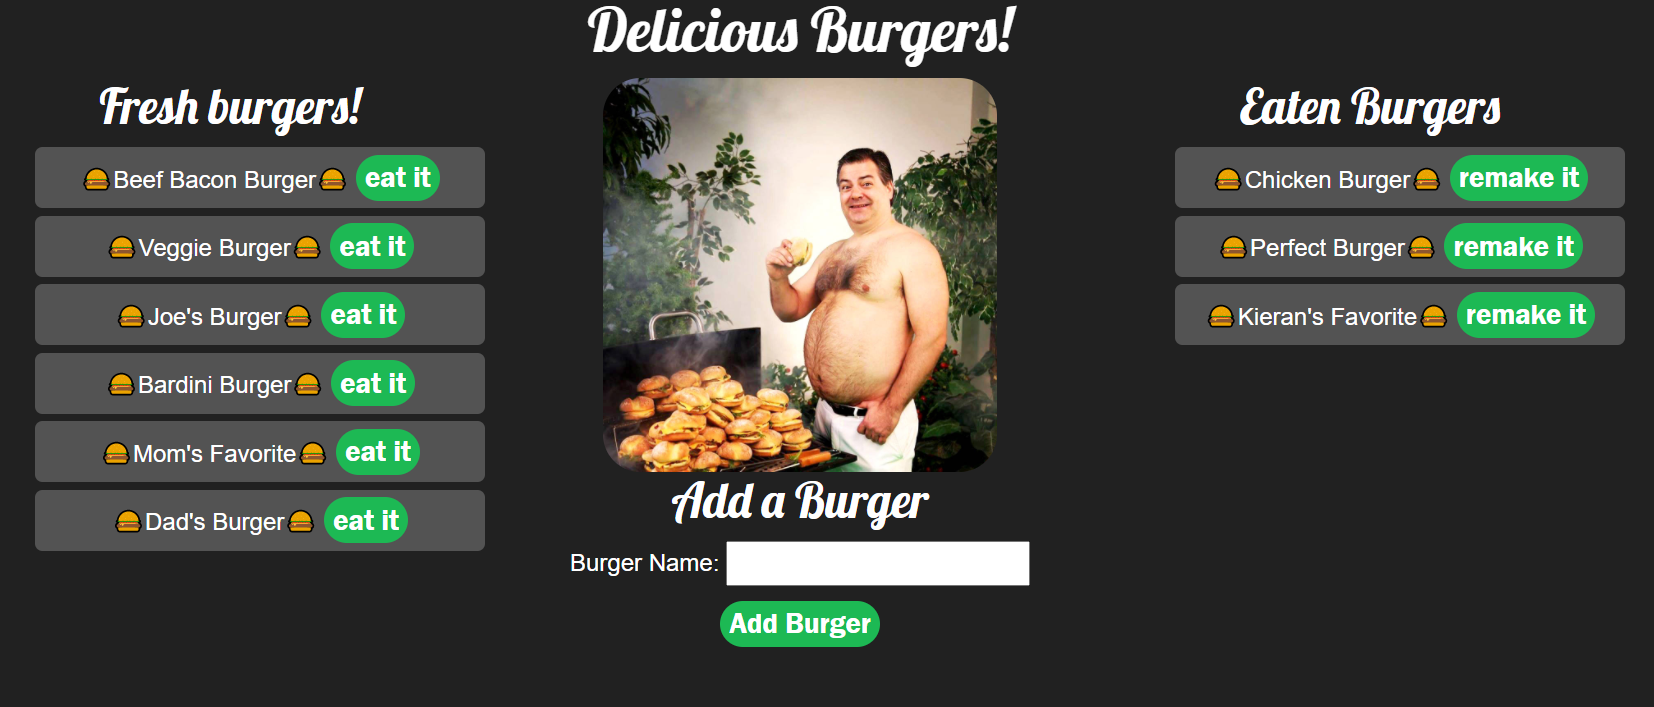 Delicious Burgers!
Fresh burgers!
Beef Bacon Burger eat it
Veggie Burger eat it
Joe's Burger eat it
Bardini Burger eat it
Mom's Favorite eat it
Dad's Burger eat it
Add a Burger
Burger Name:
Add Burger
Eaten Burgers
Chicken Burger remake it
Perfect Burger remake it
Kieran's Favorite remake it